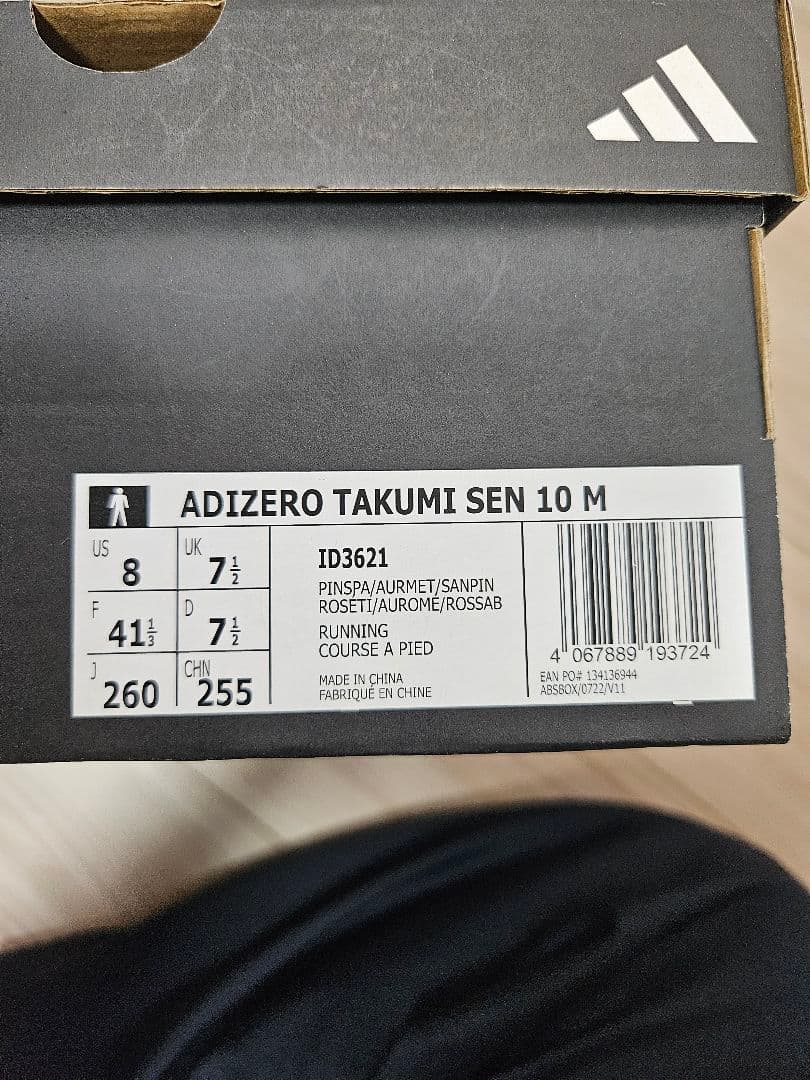 ADIZERO TAKUMI SEN 10 M
US 8
UK 7½
F 41⅓
D 7½
J 260
CHN 255
ID3621
PINSPA/AURMET/SANPIN
ROSÉTI/AUROMÉ/ROSSAB
RUNNING
COURSE A PIED
MADE IN CHINA
FABRIQUÉ EN CHINE
4 067889 193724
EAN PO# 134136944
ABSBOX/0722/V11